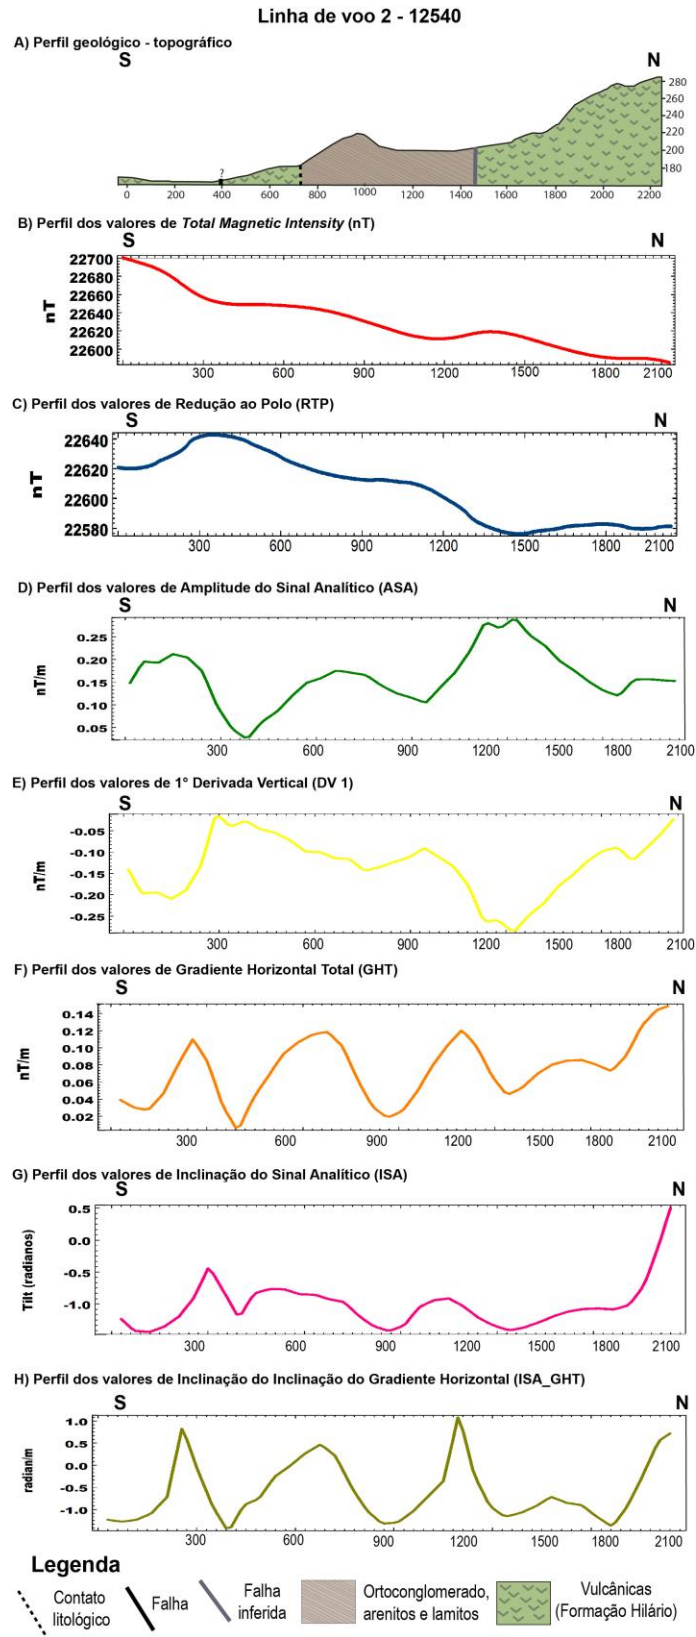 Linha de voo 2 - 12540
A) Perfil geológico - topográfico
S N
280
260
240
220
200
180
?
0 200 400 600 800 1000 1200 1400 1600 1800 2000 2200
B) Perfil dos valores de Total Magnetic Intensity (nT)
S N
22700
22680
22660
22640
22620
22600
nT
300 600 900 1200 1500 1800 2100
C) Perfil dos valores de Redução ao Polo (RTP)
S N
22640
22620
22600
22580
nT
300 600 900 1200 1500 1800 2100
D) Perfil dos valores de Amplitude do Sinal Analítico (ASA)
S N
0.25
0.20
0.15
0.10
0.05
nT/m
300 600 900 1200 1500 1800 2100
E) Perfil dos valores de 1° Derivada Vertical (DV 1)
S N
-0.05
-0.10
-0.15
-0.20
-0.25
nT/m
300 600 900 1200 1500 1800 2100
F) Perfil dos valores de Gradiente Horizontal Total (GHT)
S N
0.14
0.12
0.10
0.08
0.06
0.04
0.02
nT/m
300 600 900 1200 1500 1800 2100
G) Perfil dos valores de Inclinação do Sinal Analítico (ISA)
S N
0.5
0.0
-0.5
-1.0
Tilt (radianos)
300 600 900 1200 1500 1800 2100
H) Perfil dos valores de Inclinação do Inclinação do Gradiente Horizontal (ISA_GHT)
S N
1.0
0.5
0.0
-0.5
-1.0
radian/m
300 600 900 1200 1500 1800 2100
Legenda
Contato
litológico
Falha
Falha
inferida
Ortoconglomerado,
arenitos e lamitos
Vulcânicas
(Formação Hilário)